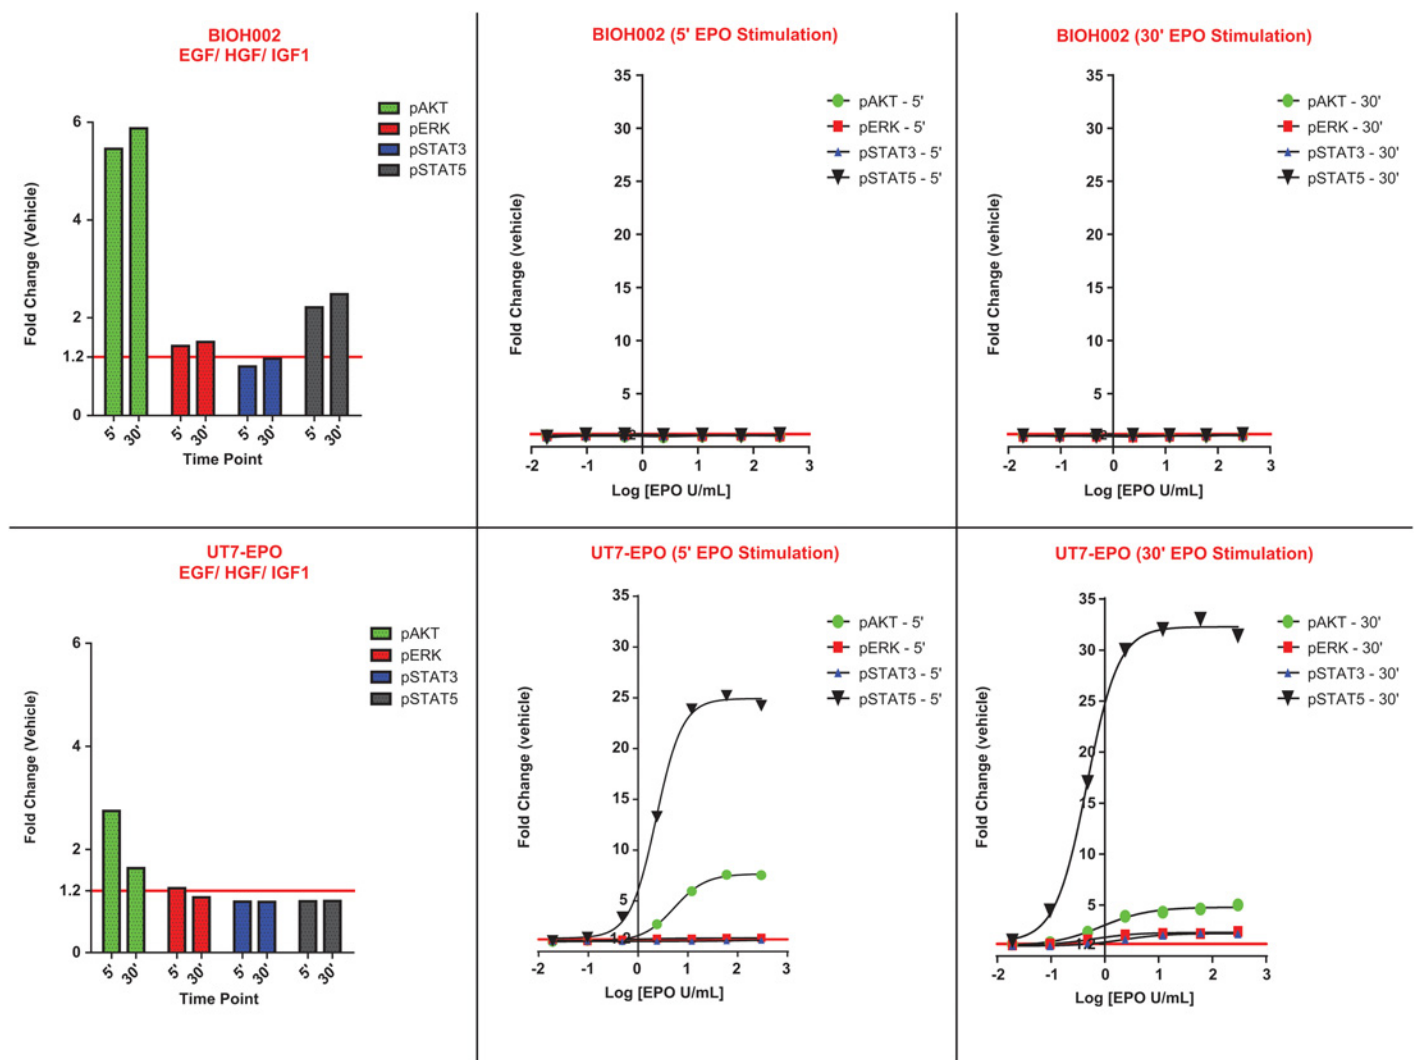 BIOH002
EGF/ HGF/ IGF1
pAKT
pERK
pSTAT3
pSTAT5
Fold Change (Vehicle)
6
4
2
1.2
0
5' 30' 5' 30' 5' 30' 5' 30'
Time Point
BIOH002 (5' EPO Stimulation)
pAKT - 5'
pERK - 5'
pSTAT3 - 5'
pSTAT5 - 5'
Fold Change (vehicle)
35
30
25
20
15
10
5
-2 -1 0 1 2 3
Log [EPO U/mL]
BIOH002 (30' EPO Stimulation)
pAKT - 30'
pERK - 30'
pSTAT3 - 30'
pSTAT5 - 30'
Fold Change (vehicle)
35
30
25
20
15
10
5
-2 -1 0 1 2 3
Log [EPO U/mL]
UT7-EPO
EGF/ HGF/ IGF1
pAKT
pERK
pSTAT3
pSTAT5
Fold Change (Vehicle)
6
4
2
1.2
0
5' 30' 5' 30' 5' 30' 5' 30'
Time Point
UT7-EPO (5' EPO Stimulation)
pAKT - 5'
pERK - 5'
pSTAT3 - 5'
pSTAT5 - 5'
Fold Change (vehicle)
35
30
25
20
15
10
5
-2 -1 0 1 2 3
Log [EPO U/mL]
UT7-EPO (30' EPO Stimulation)
pAKT - 30'
pERK - 30'
pSTAT3 - 30'
pSTAT5 - 30'
Fold Change (vehicle)
35
30
25
20
15
10
5
-2 -1 0 1 2 3
Log [EPO U/mL]